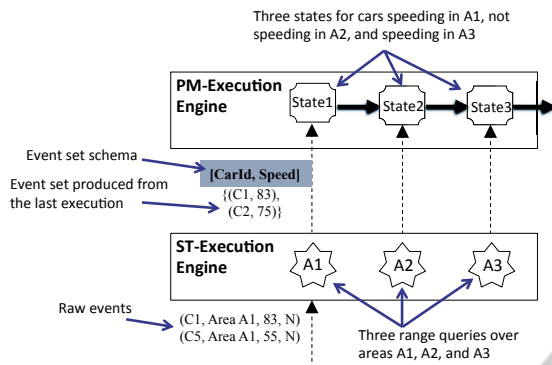 Three states for cars speeding in A1, not
speeding in A2, and speeding in A3
PM-Execution
Engine
State1
State2
State3
Event set schema
[CarId, Speed]
Event set produced from
the last execution
{(C1, 83),
(C2, 75)}
ST-Execution
Engine
A1
A2
A3
Raw events
(C1, Area A1, 83, N)
(C5, Area A1, 55, N)
Three range queries over
areas A1, A2, and A3